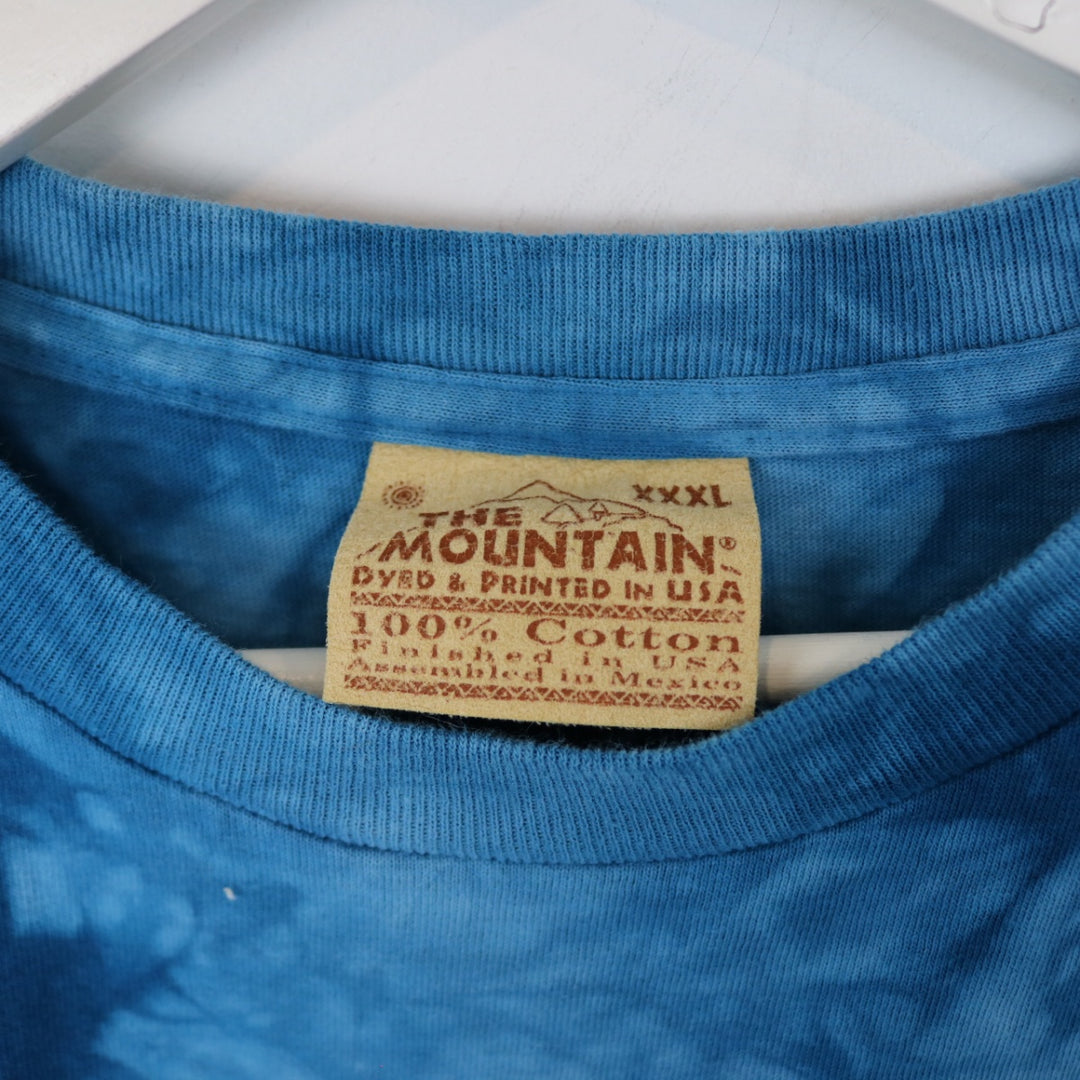 XXXL
THE
MOUNTAIN®
DYED & PRINTED IN USA
100% Cotton
Finished in USA
Assembled in Mexico